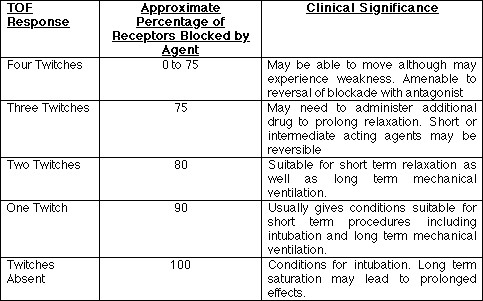 TOF Response
Approximate Percentage of Receptors Blocked by Agent
Clinical Significance
Four Twitches
0 to 75
May be able to move although may
experience weakness. Amenable to
reversal of blockade with antagonist
Three Twitches
75
May need to administer additional
drug to prolong relaxation. Short or
intermediate acting agents may be
reversible
Two Twitches
80
Suitable for short term relaxation as
well as long term mechanical
ventilation.
One Twitch
90
Usually gives conditions suitable for
short term procedures including
intubation and long term mechanical
ventilation.
Twitches
Absent
100
Conditions for intubation. Long term
saturation may lead to prolonged
effects.